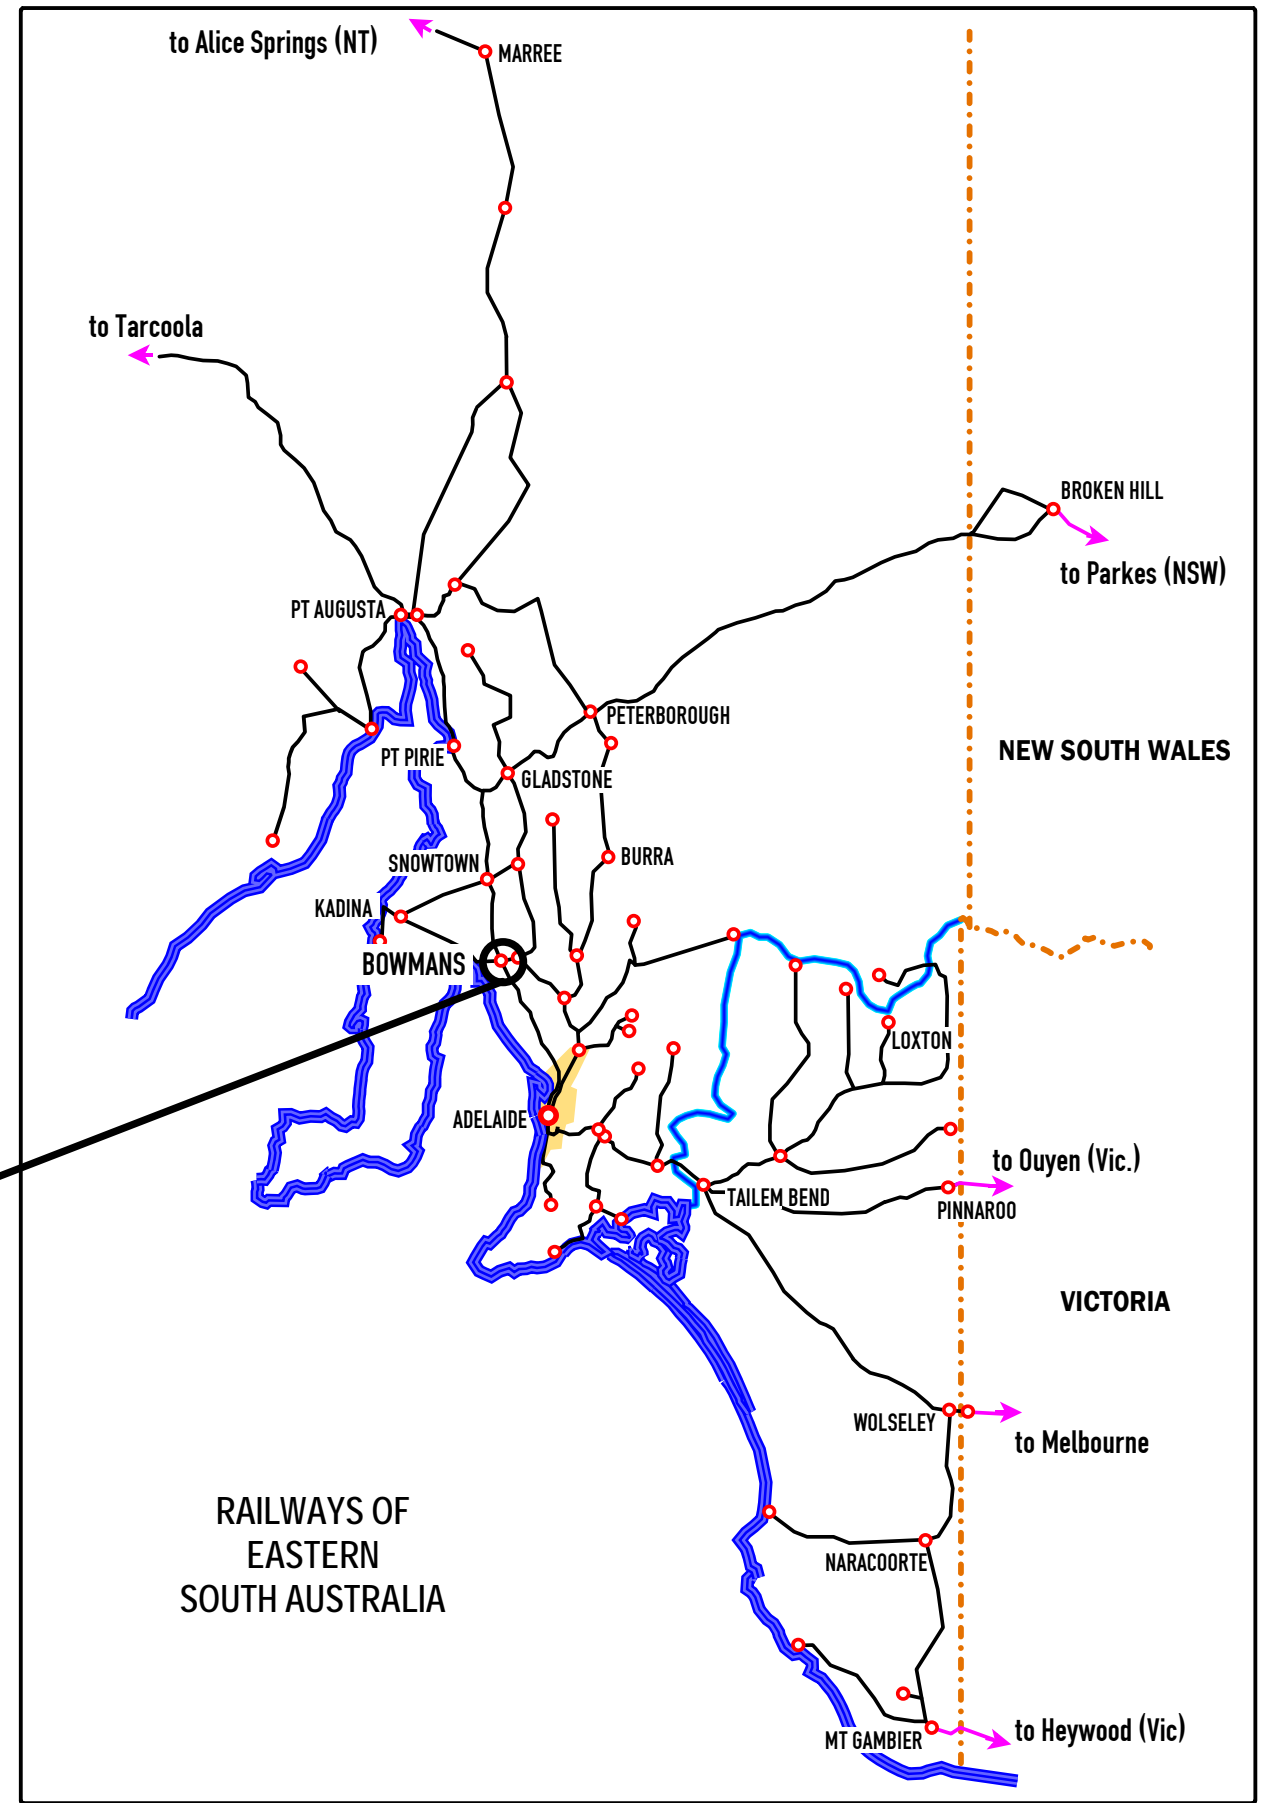 to Alice Springs (NT)
MARREE
to Tarcoola
BROKEN HILL
to Parkes (NSW)
PT AUGUSTA
PETERBOROUGH
NEW SOUTH WALES
PT PIRIE
GLADSTONE
SNOWTOWN
BURRA
KADINA
BOWMANS
LOXTON
ADELAIDE
to Ouyen (Vic.)
TAILEM BEND
PINNAROO
VICTORIA
WOLSELEY
to Melbourne
RAILWAYS OF
EASTERN
SOUTH AUSTRALIA
NARACOORTE
to Heywood (Vic)
MT GAMBIER